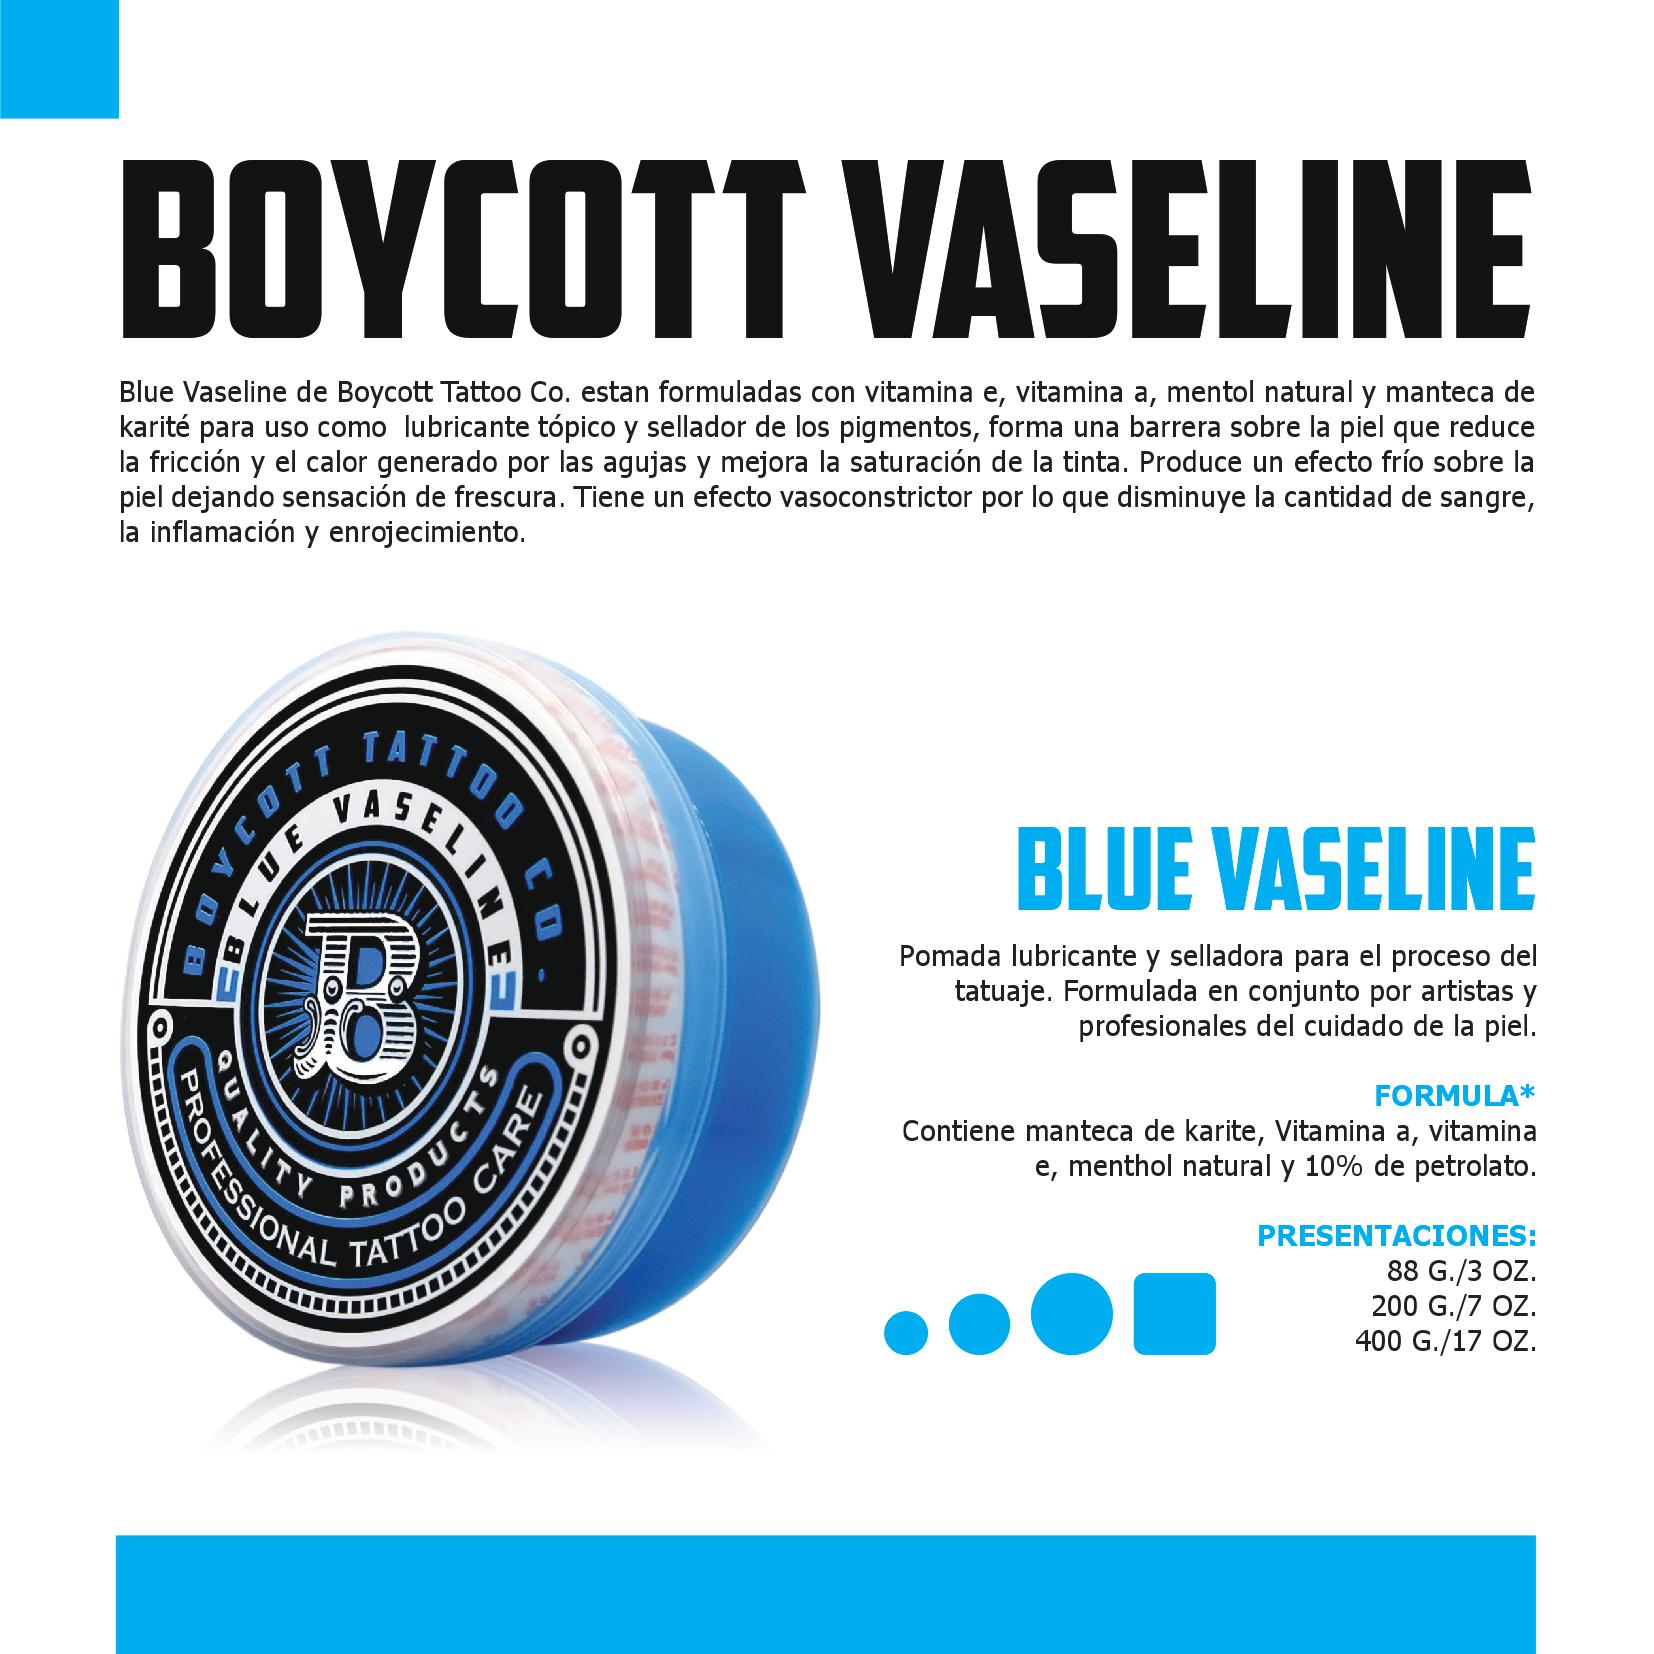 BOYCOTT VASELINE
Blue Vaseline de Boycott Tattoo Co. estan formuladas con vitamina e, vitamina a, mentol natural y manteca de
karité para uso como  lubricante tópico y sellador de los pigmentos, forma una barrera sobre la piel que reduce
la fricción y el calor generado por las agujas y mejora la saturación de la tinta. Produce un efecto frío sobre la
piel dejando sensación de frescura. Tiene un efecto vasoconstrictor por lo que disminuye la cantidad de sangre,
la inflamación y enrojecimiento.
BOYCOTT TATTOO CO.
BLUE VASELINE
B
QUALITY PRODUCTS
PROFESSIONAL TATTOO CARE
BLUE VASELINE
Pomada lubricante y selladora para el proceso del
tatuaje. Formulada en conjunto por artistas y
profesionales del cuidado de la piel.
FORMULA*
Contiene manteca de karite, Vitamina a, vitamina
e, menthol natural y 10% de petrolato.
PRESENTACIONES:
88 G./3 OZ.
200 G./7 OZ.
400 G./17 OZ.